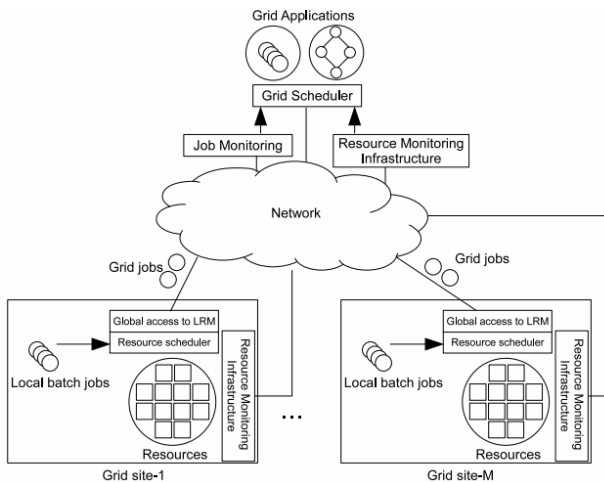 Grid Applications
Grid Scheduler
Job Monitoring
Resource Monitoring
Infrastructure
Network
Grid jobs
Grid jobs
Global access to LRM
Resource scheduler
Local batch jobs
Resources
Resource Monitoring
Infrastructure
...
Global access to LRM
Resource scheduler
Local batch jobs
Resources
Resource Monitoring
Infrastructure
Grid site-1
Grid site-M